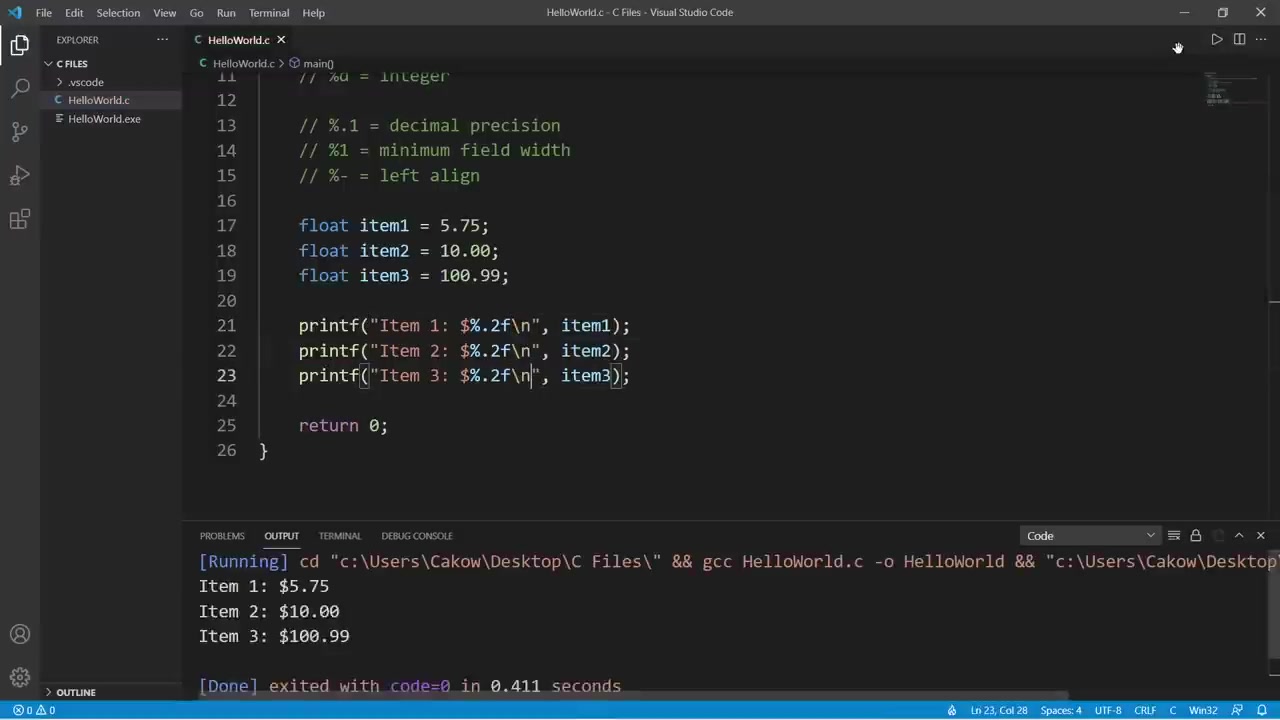 File Edit Selection View Go Run Terminal Help HelloWorld.c - C Files - Visual Studio Code
EXPLORER ··· C HelloWorld.c
C FILES
HelloWorld.c > main()
.vscode
C HelloWorld.c
HelloWorld.exe
11 // %d = integer
12
13 // %.1 = decimal precision
14 // %1 = minimum field width
15 // %- = left align
16
17 float item1 = 5.75;
18 float item2 = 10.00;
19 float item3 = 100.99;
20
21 printf("Item 1: $%.2f\n", item1);
22 printf("Item 2: $%.2f\n", item2);
23 printf("Item 3: $%.2f\n", item3);
24
25 return 0;
26 }
PROBLEMS OUTPUT TERMINAL DEBUG CONSOLE Code
[Running] cd "c:\Users\Cakow\Desktop\C Files\" && gcc HelloWorld.c -o HelloWorld && "c:\Users\Cakow\Desktop
Item 1: $5.75
Item 2: $10.00
Item 3: $100.99
[Done] exited with code=0 in 0.411 seconds
OUTLINE
0 0 Ln 23, Col 28 Spaces: 4 UTF-8 CRLF C Win32